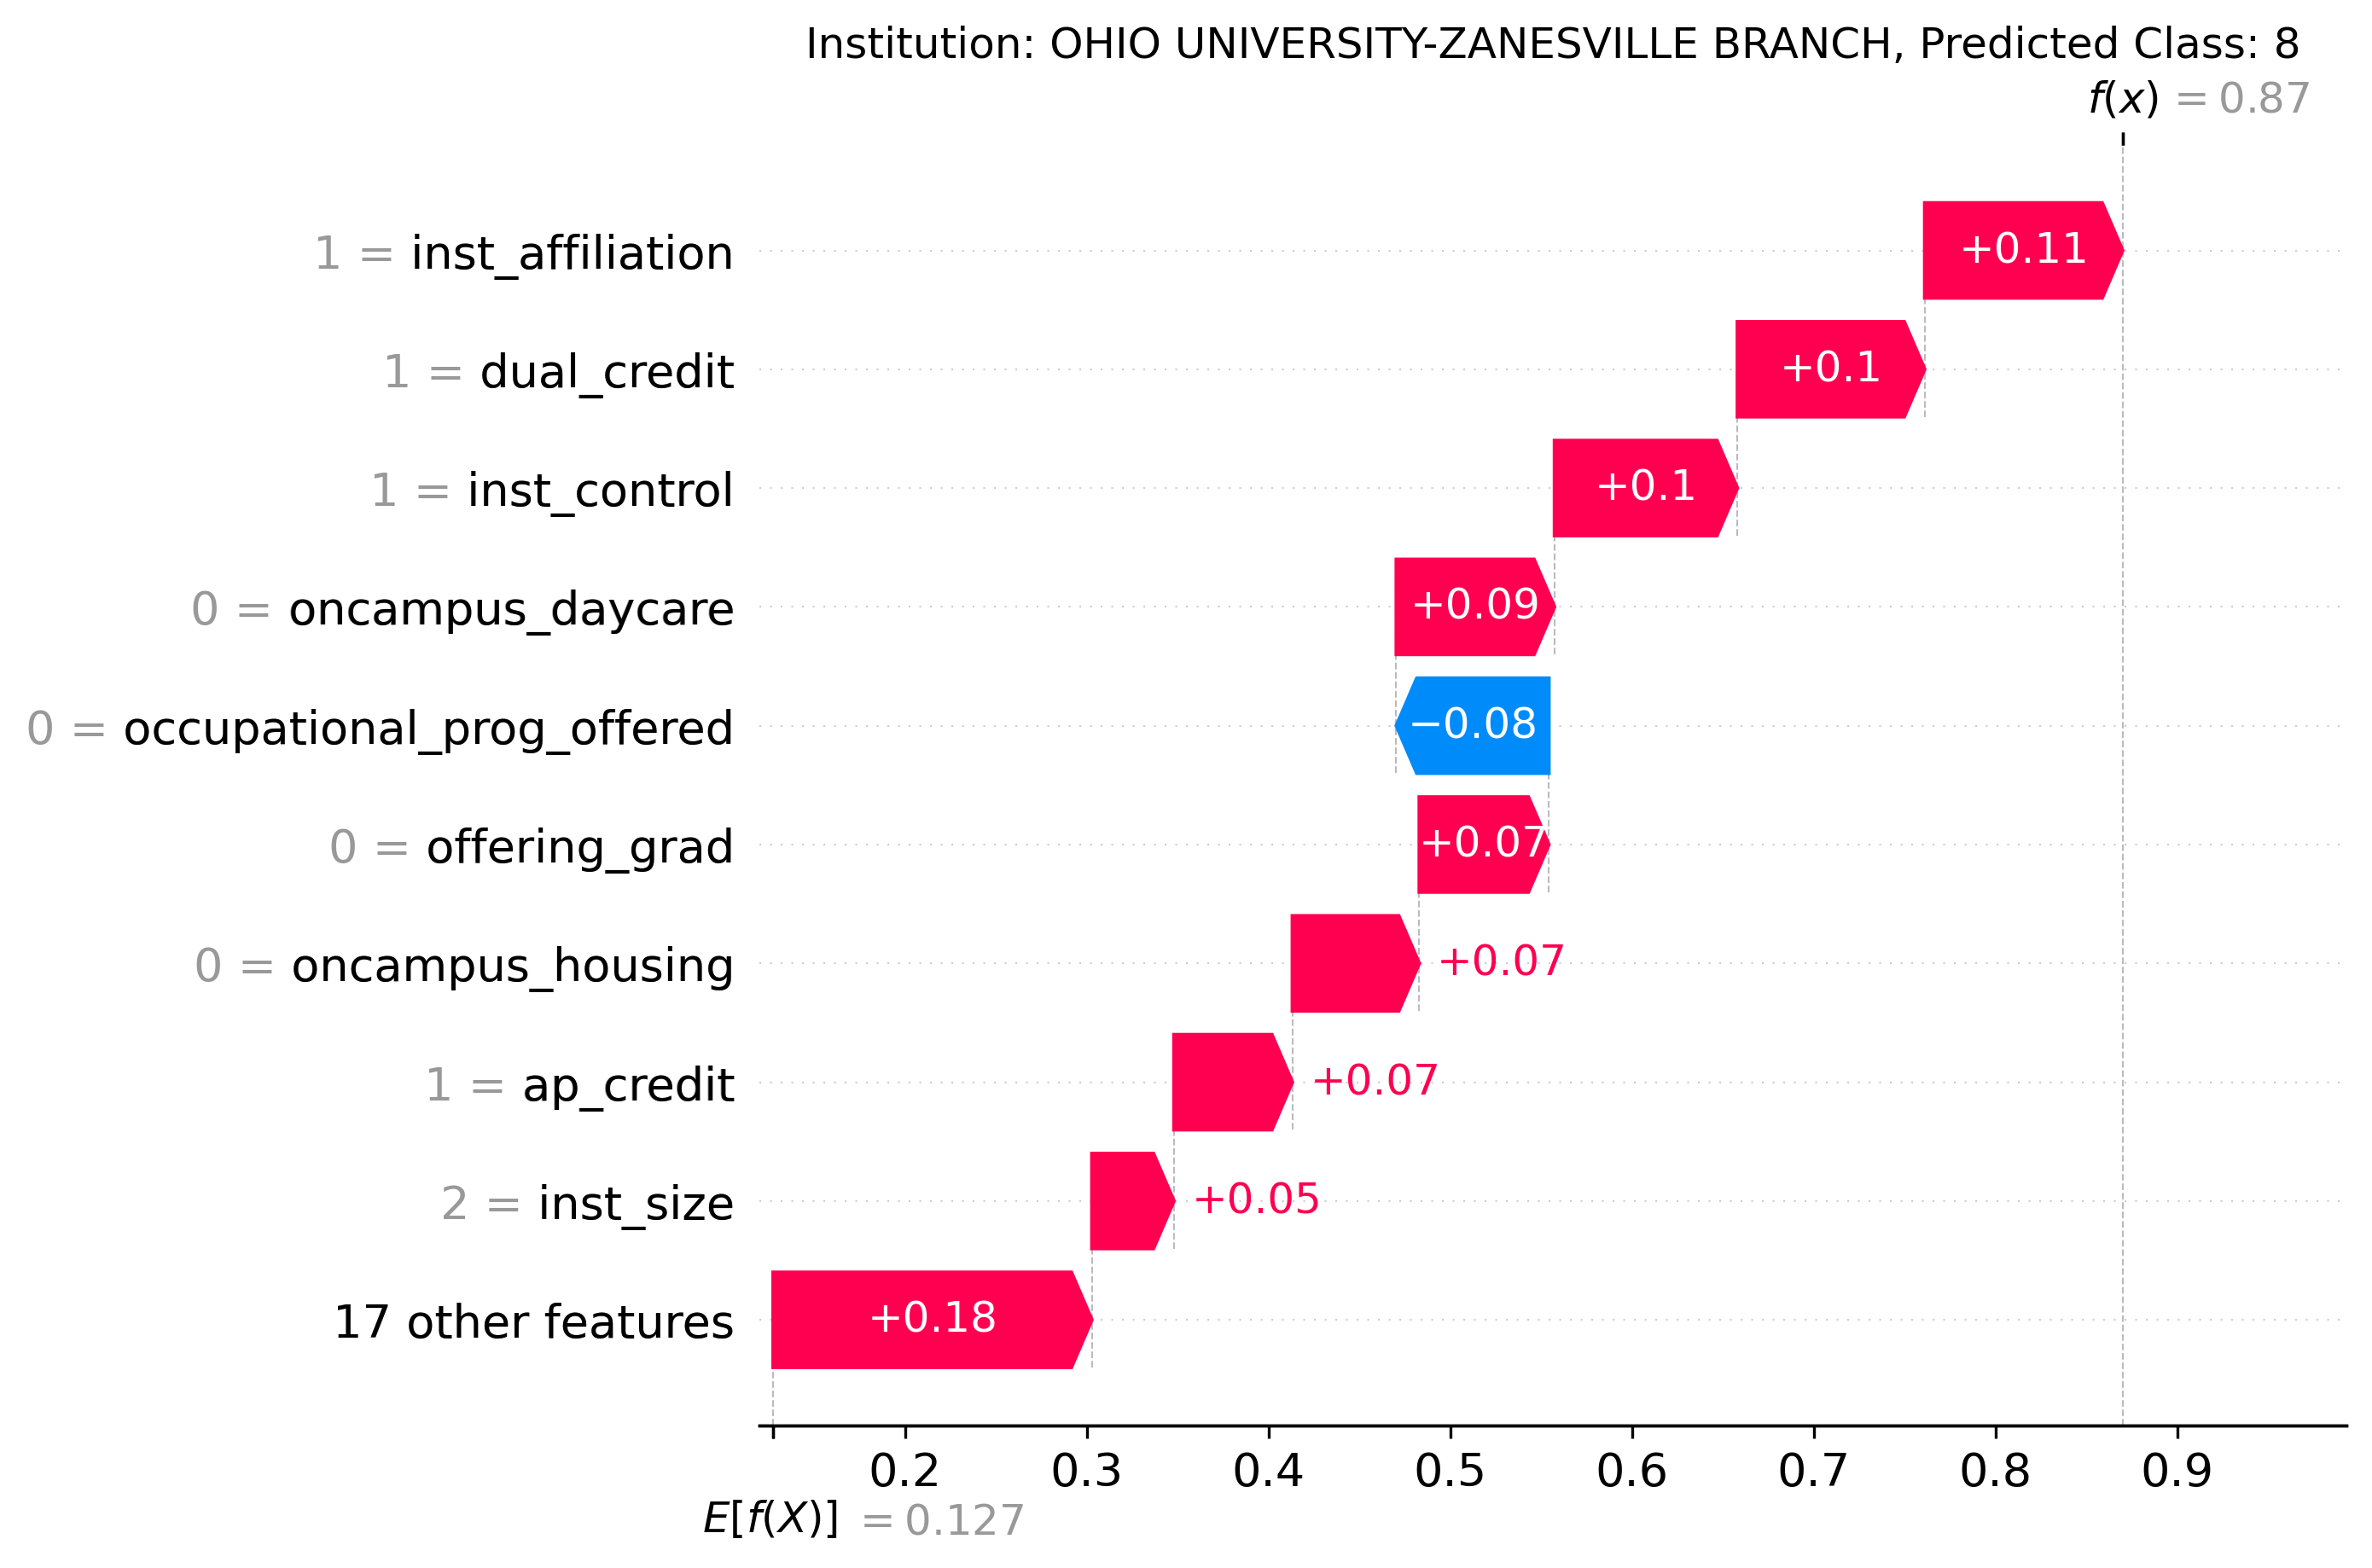 Institution: OHIO UNIVERSITY-ZANESVILLE BRANCH, Predicted Class: 8
f(x) = 0.87
1 = inst_affiliation +0.11
1 = dual_credit +0.1
1 = inst_control +0.1
0 = oncampus_daycare +0.09
0 = occupational_prog_offered −0.08
0 = offering_grad +0.07
0 = oncampus_housing +0.07
1 = ap_credit +0.07
2 = inst_size +0.05
17 other features +0.18
0.2 0.3 0.4 0.5 0.6 0.7 0.8 0.9
E[f(X)] = 0.127